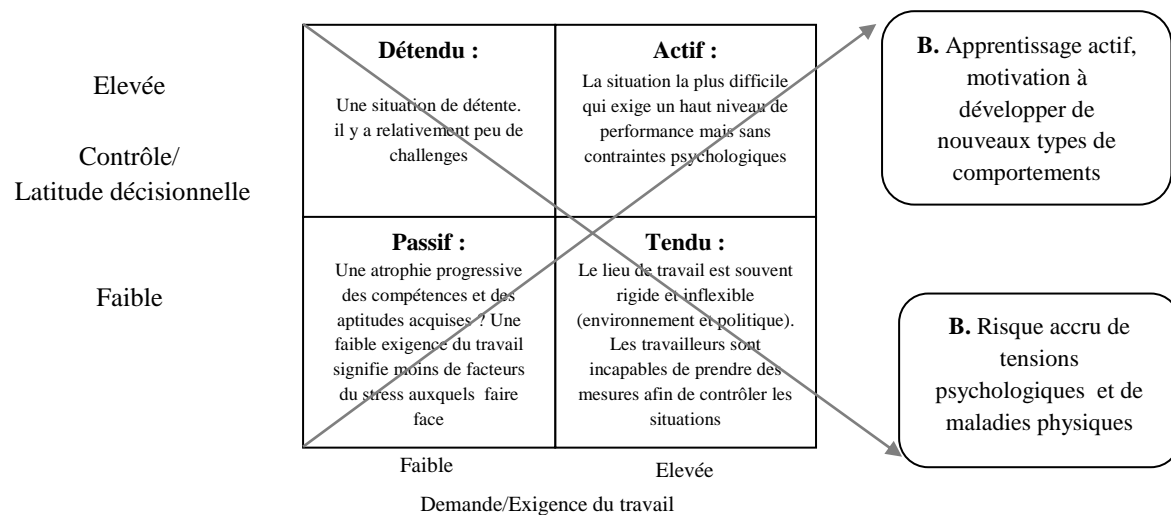 Elevée
Contrôle/
Latitude décisionnelle
Faible
Détendu :
Une situation de détente.
il y a relativement peu de
challenges
Actif :
La situation la plus difficile
qui exige un haut niveau de
performance mais sans
contraintes psychologiques
Passif :
Une atrophie progressive
des compétences et des
aptitudes acquises ? Une
faible exigence du travail
signifie moins de facteurs
du stress auxquels faire
face
Tendu :
Le lieu de travail est souvent
rigide et inflexible
(environnement et politique).
Les travailleurs sont
incapables de prendre des
mesures afin de contrôler les
situations
B. Apprentissage actif,
motivation à
développer de
nouveaux types de
comportements
B. Risque accru de
tensions
psychologiques et de
maladies physiques
Faible
Elevée
Demande/Exigence du travail